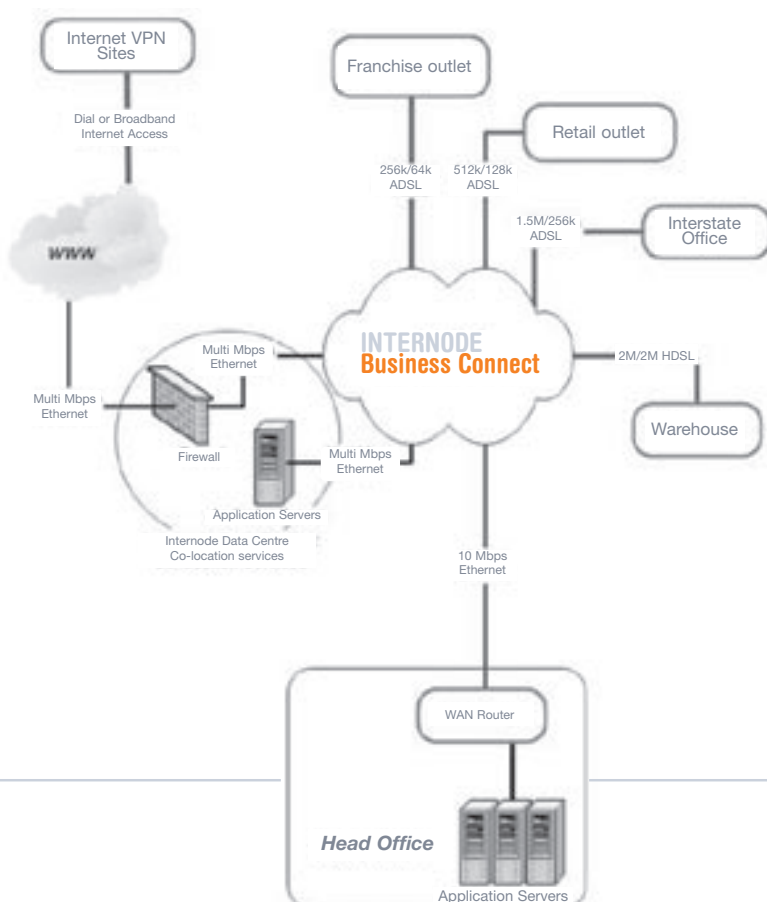 Internet VPN
Sites
Franchise outlet
Dial or Broadband
Internet Access
Retail outlet
256k/64k
ADSL
512k/128k
ADSL
1.5M/256k
ADSL
Interstate
Office
WWW
INTERNODE
Business Connect
Multi Mbps
Ethernet
2M/2M HDSL
Multi Mbps
Ethernet
Warehouse
Firewall
Multi Mbps
Ethernet
Application Servers
Internode Data Centre
Co-location services
10 Mbps
Ethernet
WAN Router
Head Office
Application Servers